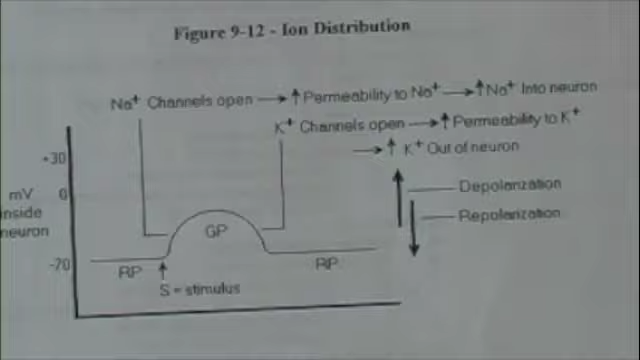 Figure 9-12 - Ion Distribution
Na+ Channels open → ↑ Permeability to Na+ → ↑ Na+ Into neuron
K+ Channels open → ↑ Permeability to K+
→ ↑ K+ Out of neuron
+30
mV
inside
neuron
0
-70
GP
RP
RP
S = stimulus
Depolarization
Repolarization